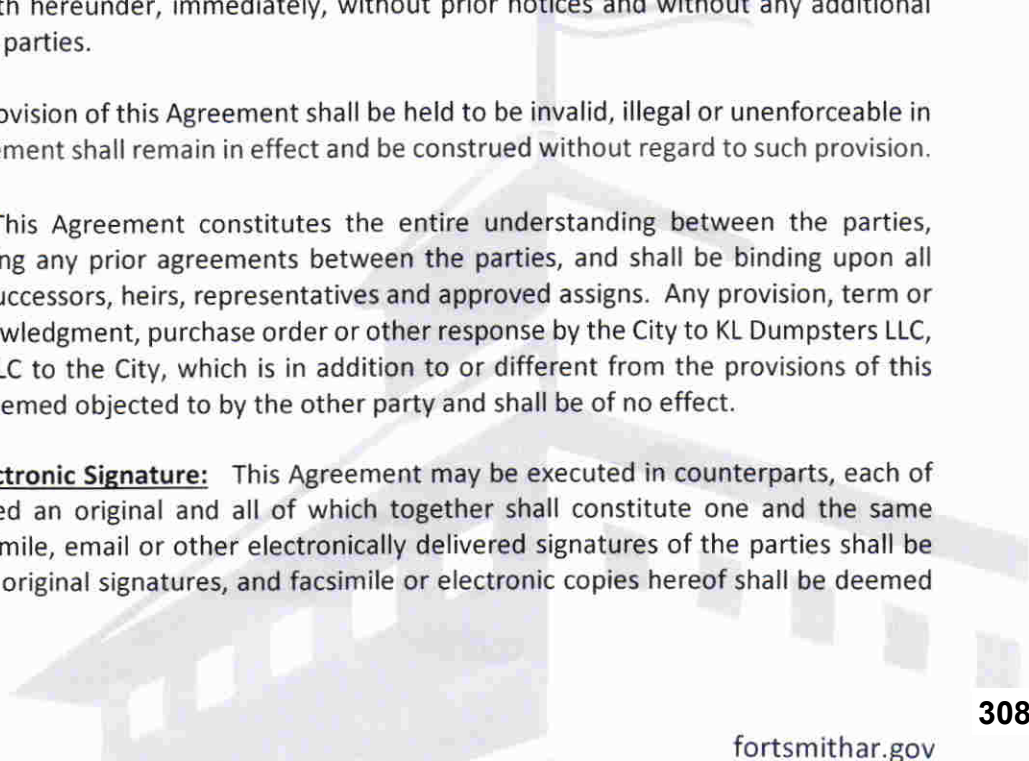 th hereunder, immediately, without prior notices and without any additional
parties.
ovision of this Agreement shall be held to be invalid, illegal or unenforceable in
ement shall remain in effect and be construed without regard to such provision.
This Agreement constitutes the entire understanding between the parties,
ng any prior agreements between the parties, and shall be binding upon all
uccessors, heirs, representatives and approved assigns. Any provision, term or
wledgment, purchase order or other response by the City to KL Dumpsters LLC,
LC to the City, which is in addition to or different from the provisions of this
emed objected to by the other party and shall be of no effect.
ctronic Signature: This Agreement may be executed in counterparts, each of
ed an original and all of which together shall constitute one and the same
mile, email or other electronically delivered signatures of the parties shall be
original signatures, and facsimile or electronic copies hereof shall be deemed
308
fortsmithar.gov